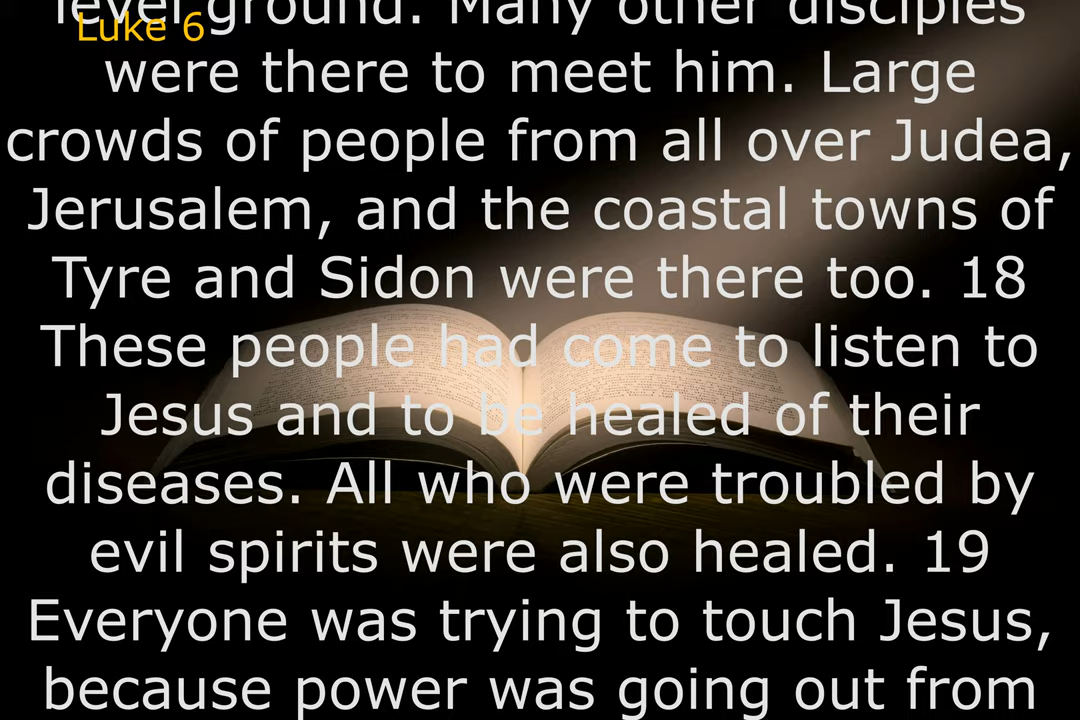 level ground. Many other disciples
Luke 6
were there to meet him. Large
crowds of people from all over Judea,
Jerusalem, and the coastal towns of
Tyre and Sidon were there too. 18
These people had come to listen to
Jesus and to be healed of their
diseases. All who were troubled by
evil spirits were also healed. 19
Everyone was trying to touch Jesus,
because power was going out from